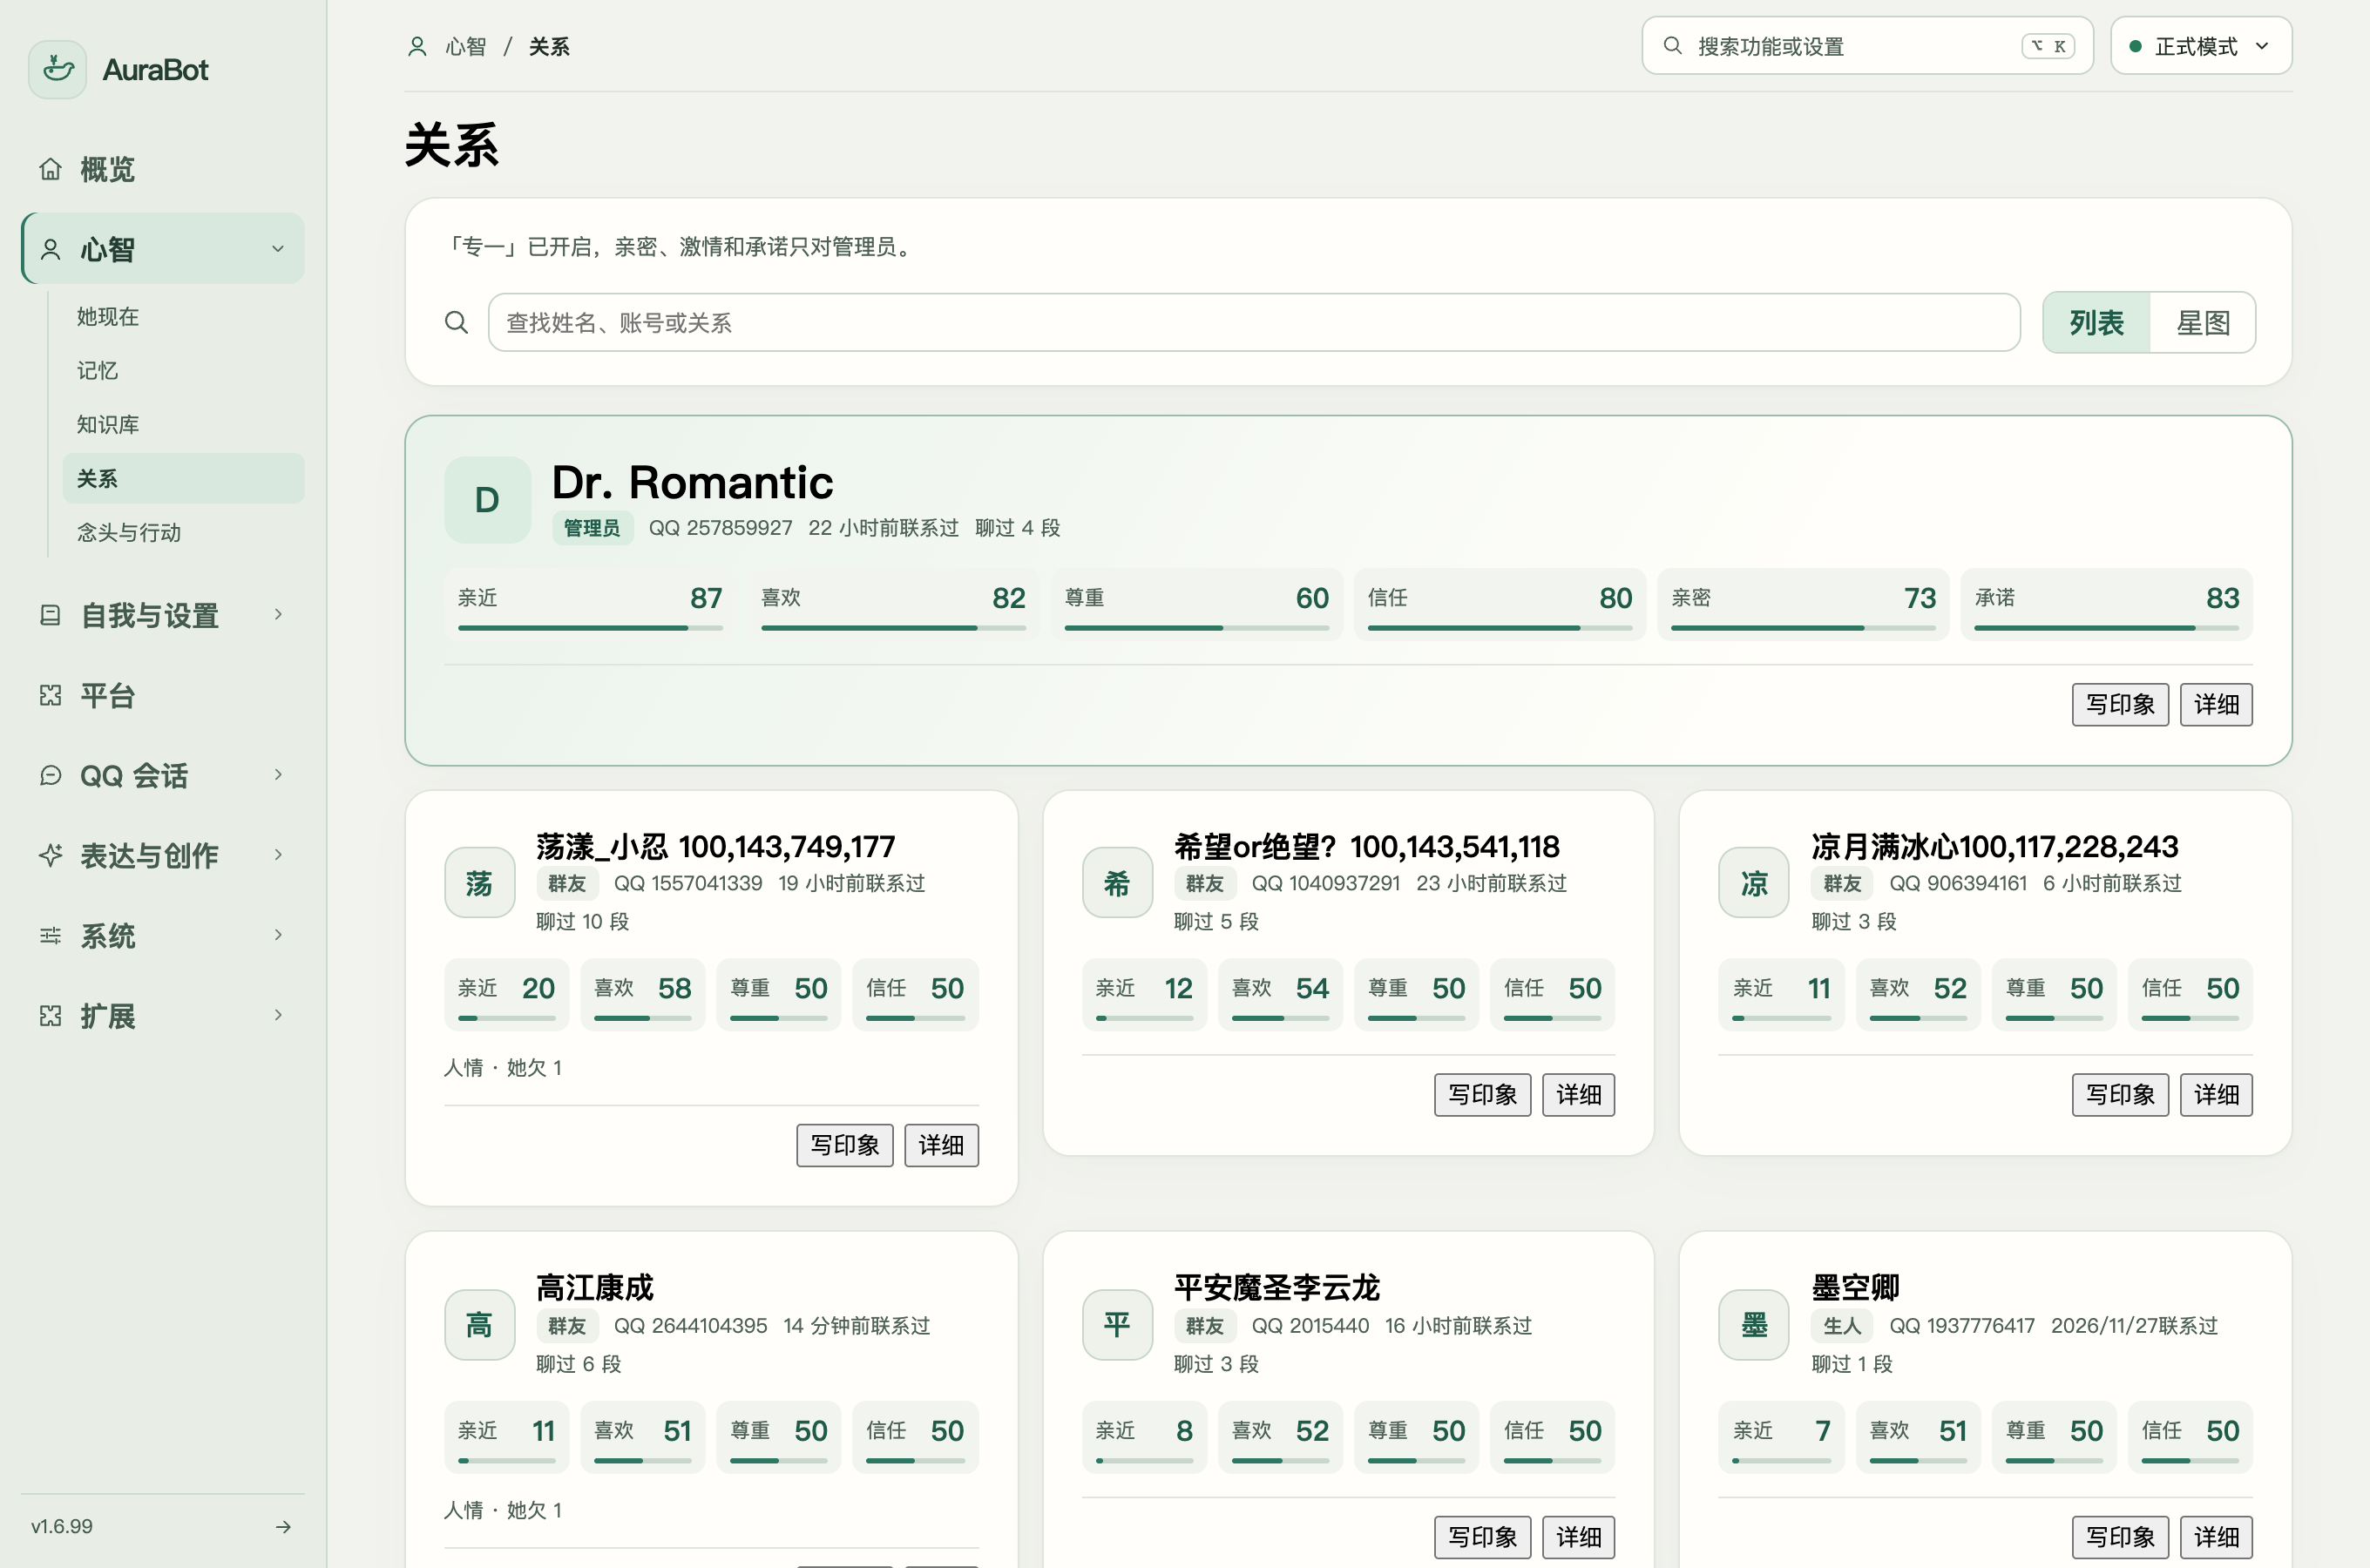 AuraBot
概览
心智
她现在
记忆
知识库
关系
念头与行动
自我与设置
平台
QQ 会话
表达与创作
系统
扩展
v1.6.99
心智 / 关系
搜索功能或设置 ⌥ K
正式模式
关系
「专一」已开启，亲密、激情和承诺只对管理员。
查找姓名、账号或关系
列表 星图
D
Dr. Romantic
管理员 QQ 257859927 22 小时前联系过 聊过 4 段
亲近 87 喜欢 82 尊重 60 信任 80 亲密 73 承诺 83
写印象 详细
荡
荡漾_小忍 100,143,749,177
群友 QQ 1557041339 19 小时前联系过
聊过 10 段
亲近 20 喜欢 58 尊重 50 信任 50
人情 · 她欠 1
写印象 详细
希
希望or绝望？100,143,541,118
群友 QQ 1040937291 23 小时前联系过
聊过 5 段
亲近 12 喜欢 54 尊重 50 信任 50
写印象 详细
凉
凉月满冰心100,117,228,243
群友 QQ 906394161 6 小时前联系过
聊过 3 段
亲近 11 喜欢 52 尊重 50 信任 50
写印象 详细
高
高江康成
群友 QQ 2644104395 14 分钟前联系过
聊过 6 段
亲近 11 喜欢 51 尊重 50 信任 50
人情 · 她欠 1
平
平安魔圣李云龙
群友 QQ 2015440 16 小时前联系过
聊过 3 段
亲近 8 喜欢 52 尊重 50 信任 50
写印象 详细
墨
墨空卿
生人 QQ 1937776417 2026/11/27联系过
聊过 1 段
亲近 7 喜欢 51 尊重 50 信任 50
写印象 详细